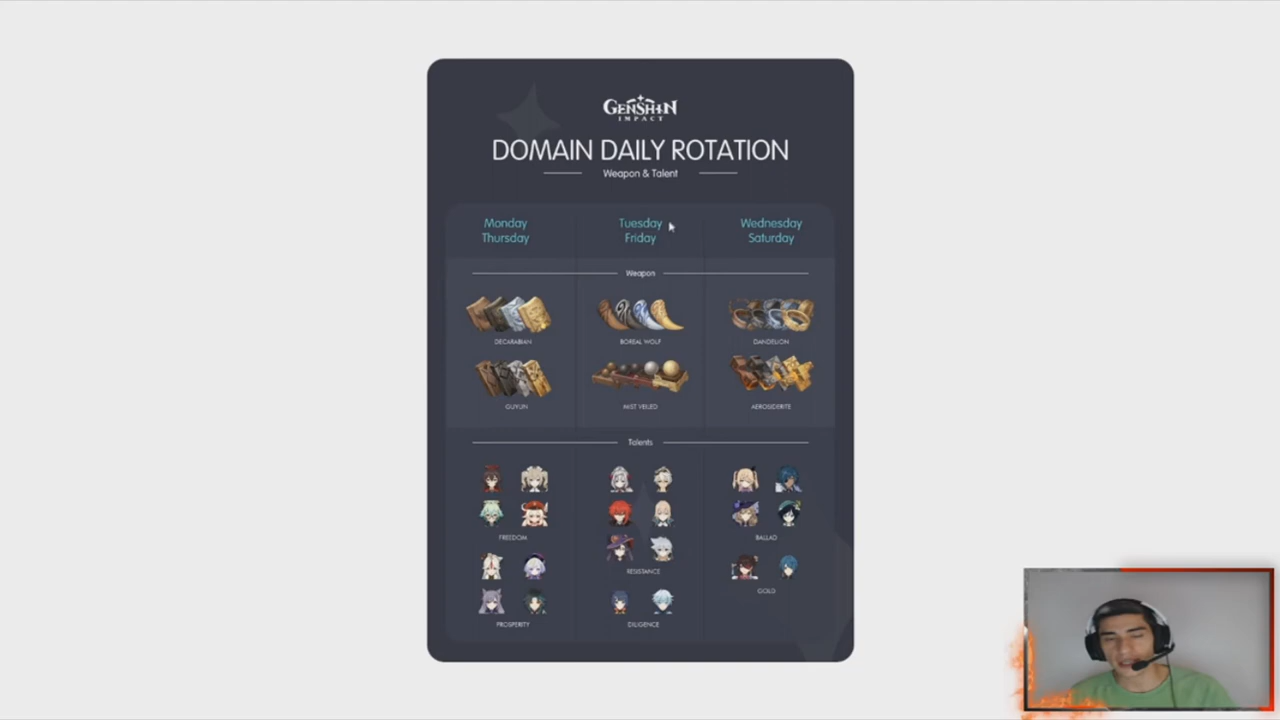 GENSHIN
IMPACT
DOMAIN DAILY ROTATION
Weapon & Talent
Monday
Thursday
Tuesday
Friday
Wednesday
Saturday
Weapon
DECARABIAN
BOREAL WOLF
DANDELION
GUYUN
MIST VEILED
AEROSIDERITE
Talents
FREEDOM
RESISTANCE
BALLAD
PROSPERITY
DILIGENCE
GOLD